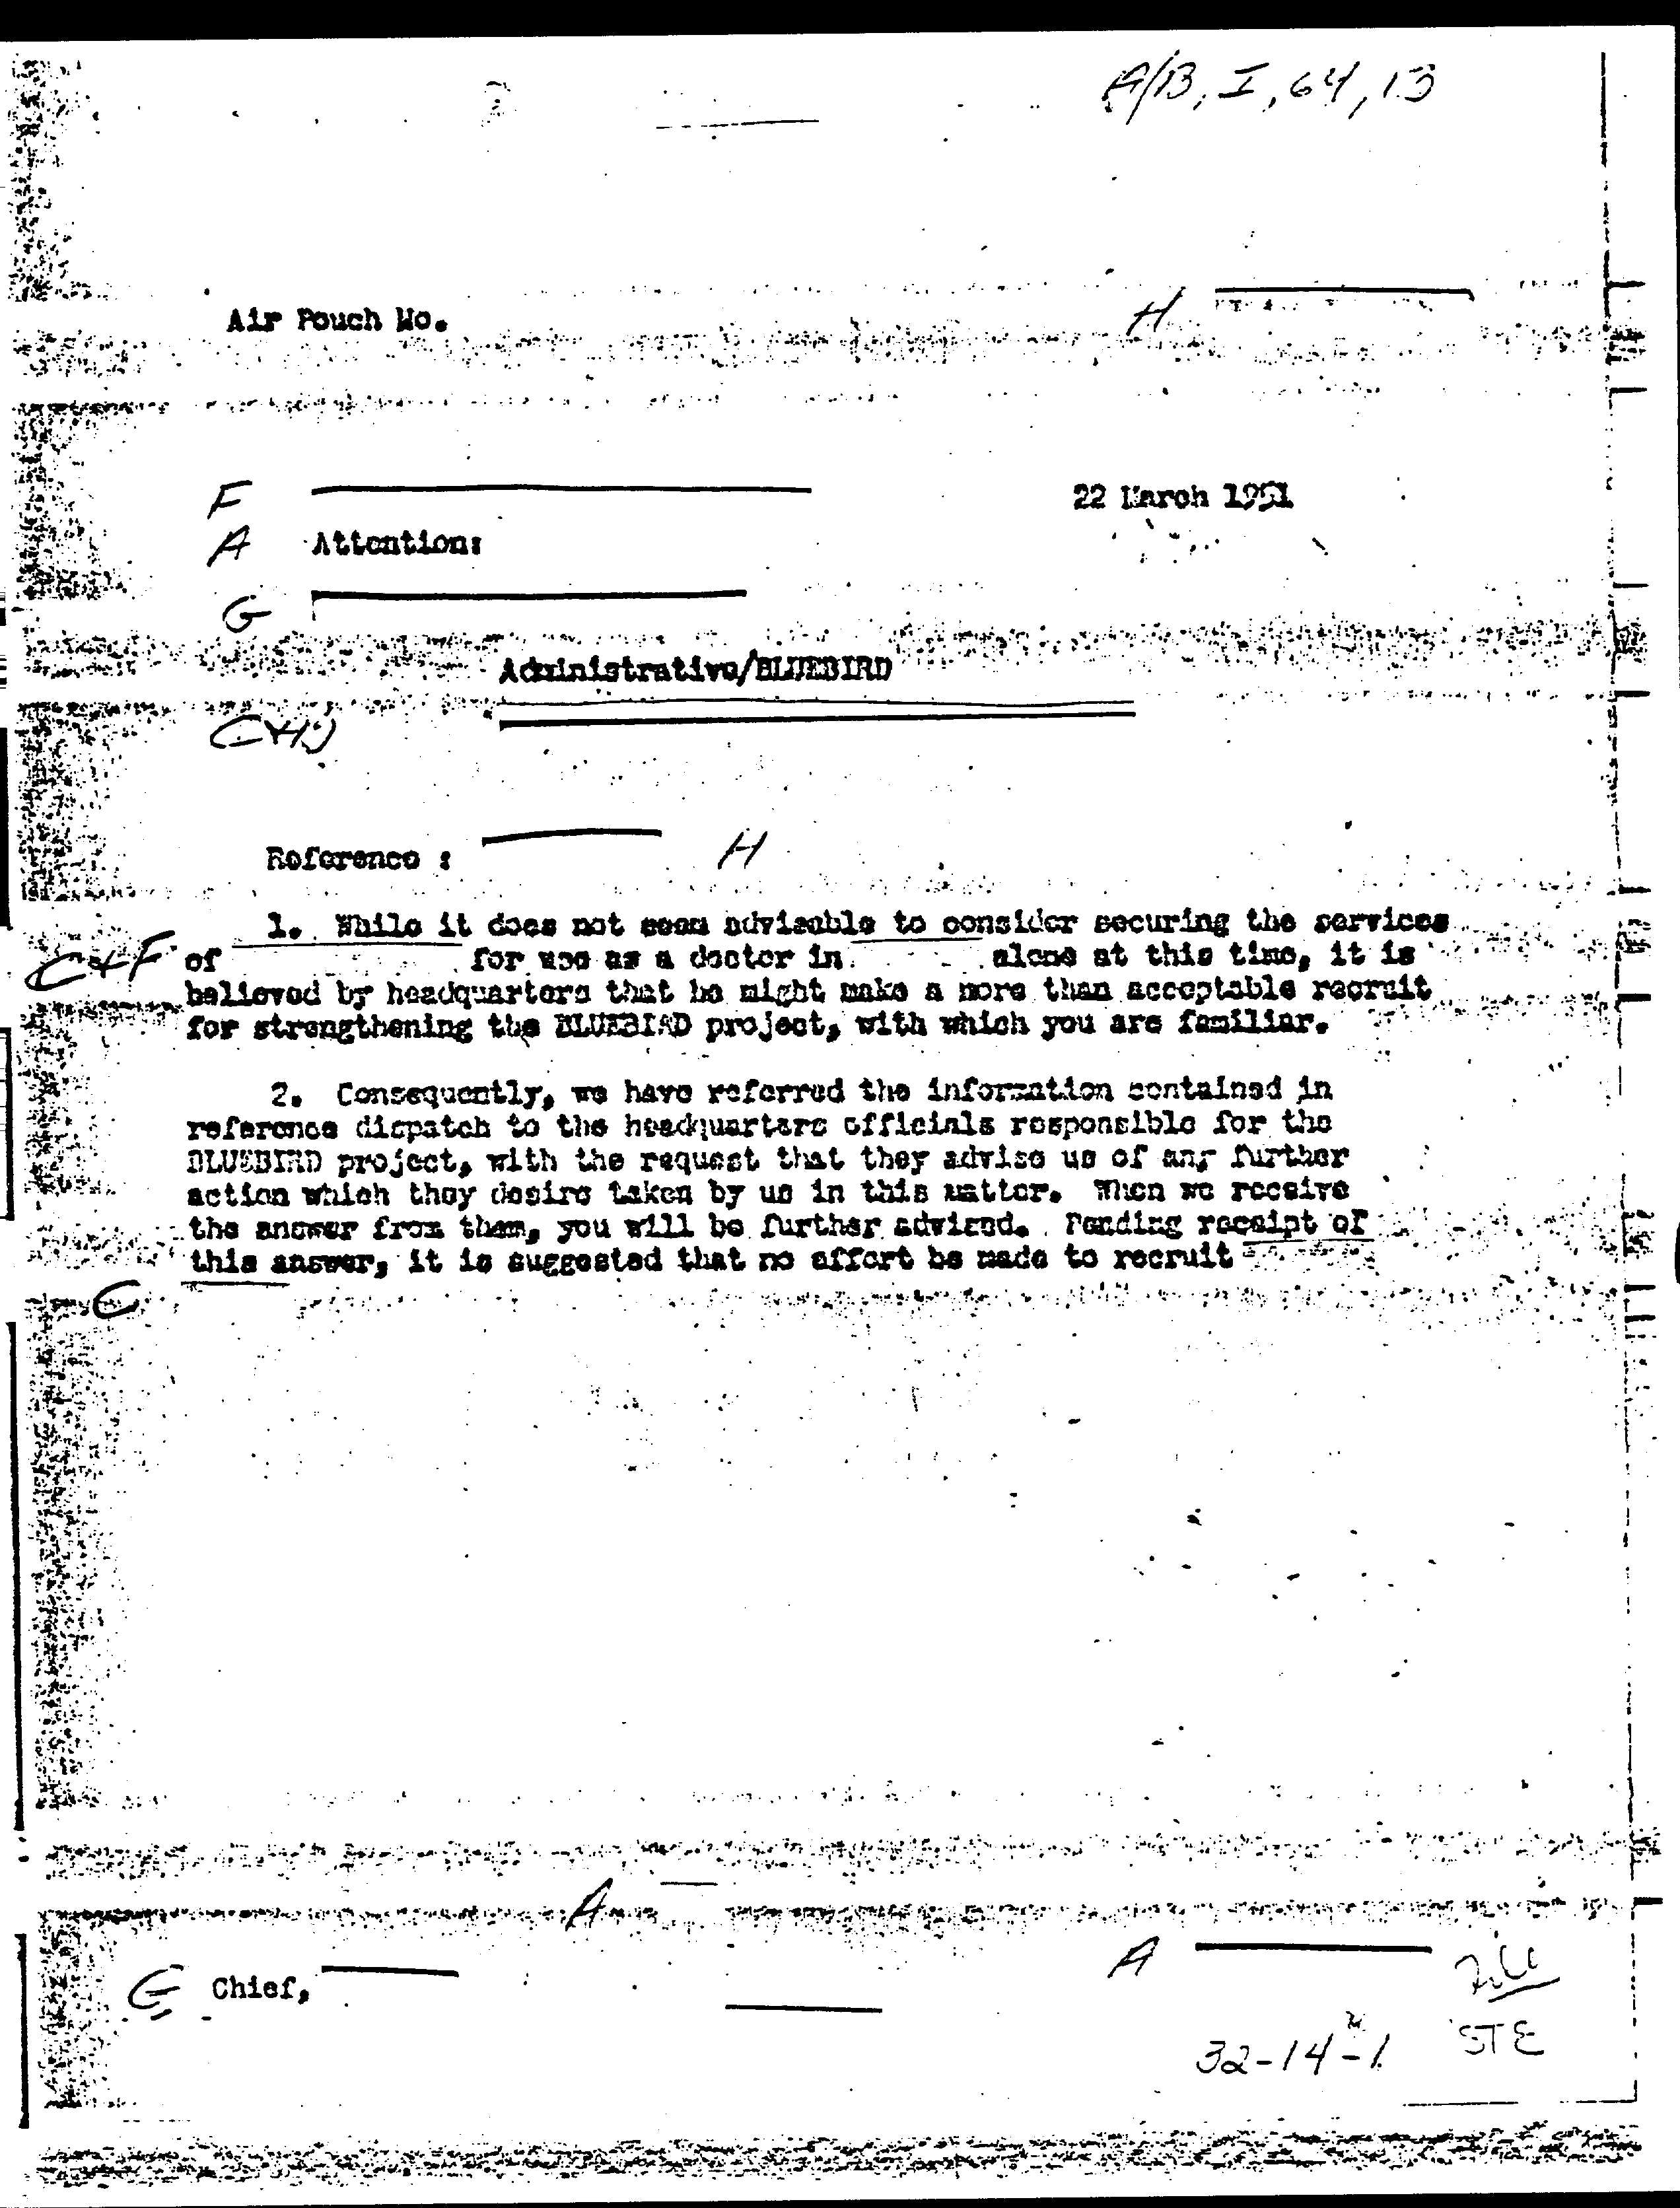 A/B, I, 64, 13
Air Pouch No.
H
F
22 March 1951
A Attention:
G
Administrative/BLUEBIRD
Reference :
H
1. While it does not seem advisable to consider securing the services
C+F of for use as a doctor in alone at this time, it is
believed by headquarters that he might make a more than acceptable recruit
for strengthening the BLUEBIRD project, with which you are familiar.
2. Consequently, we have referred the information contained in
reference dispatch to the headquarters officials responsible for the
BLUEBIRD project, with the request that they advise us of any further
action which they desire taken by us in this matter. When we receive
the answer from them, you will be further advised. Pending receipt of
this answer, it is suggested that no effort be made to recruit
C
A
A
G Chief,
File
STE
32-14-1